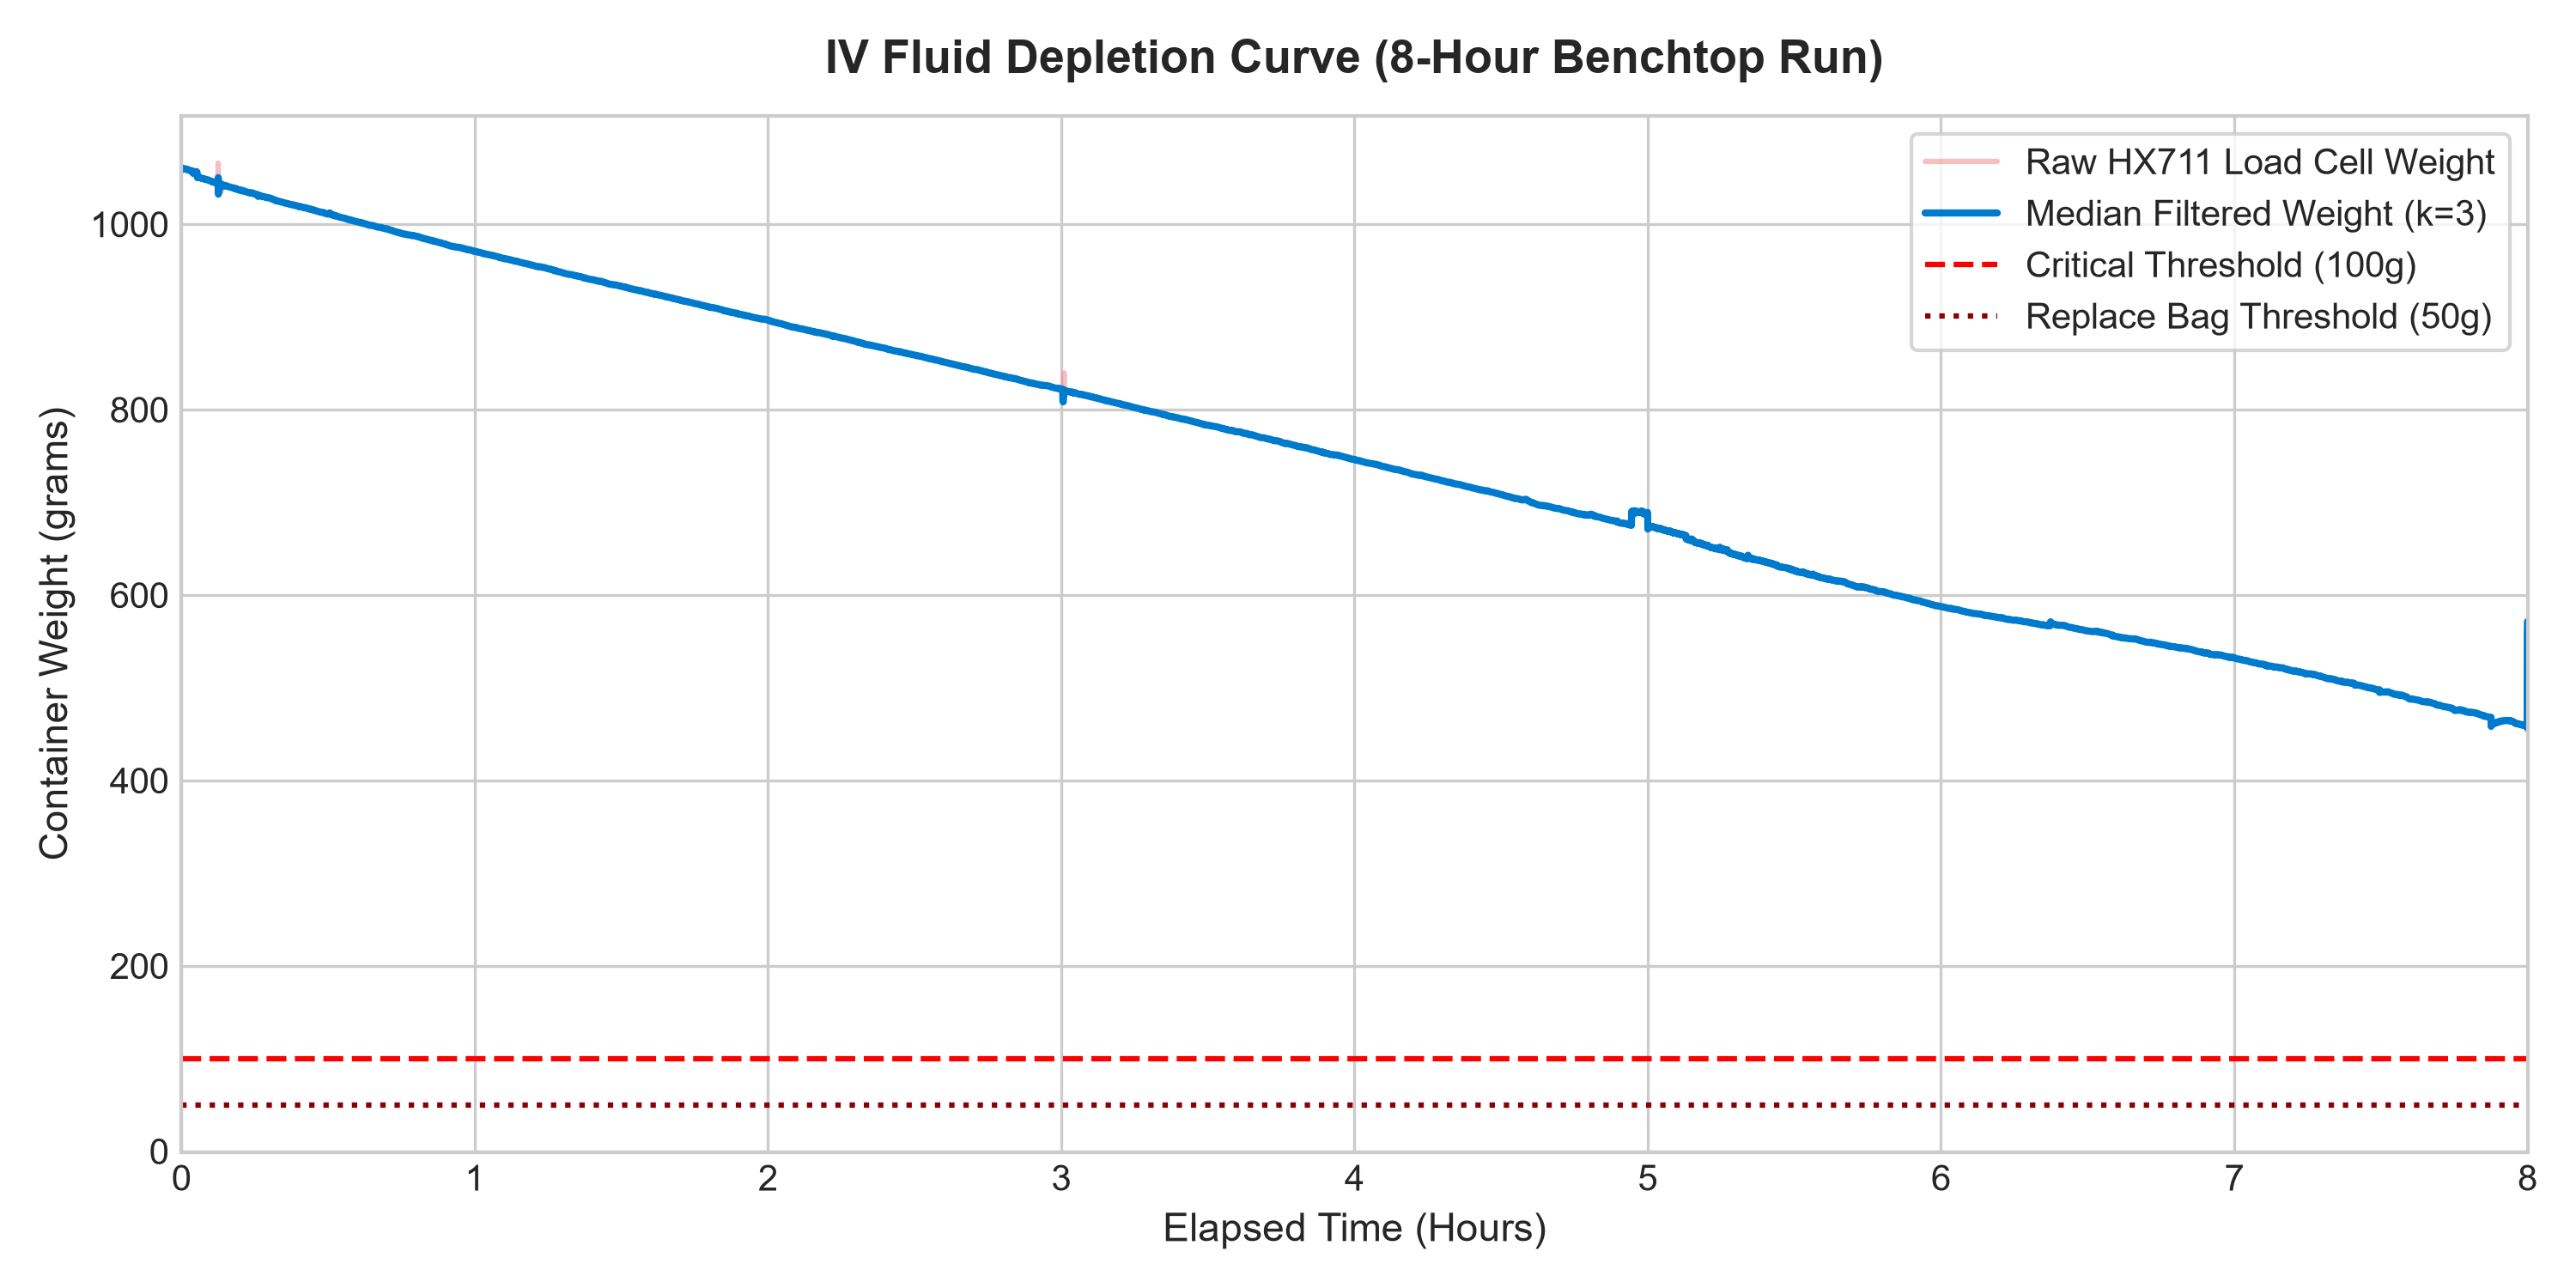 IV Fluid Depletion Curve (8-Hour Benchtop Run)
Raw HX711 Load Cell Weight
Median Filtered Weight (k=3)
Critical Threshold (100g)
Replace Bag Threshold (50g)
Container Weight (grams)
1000
800
600
400
200
0
0 1 2 3 4 5 6 7 8
Elapsed Time (Hours)